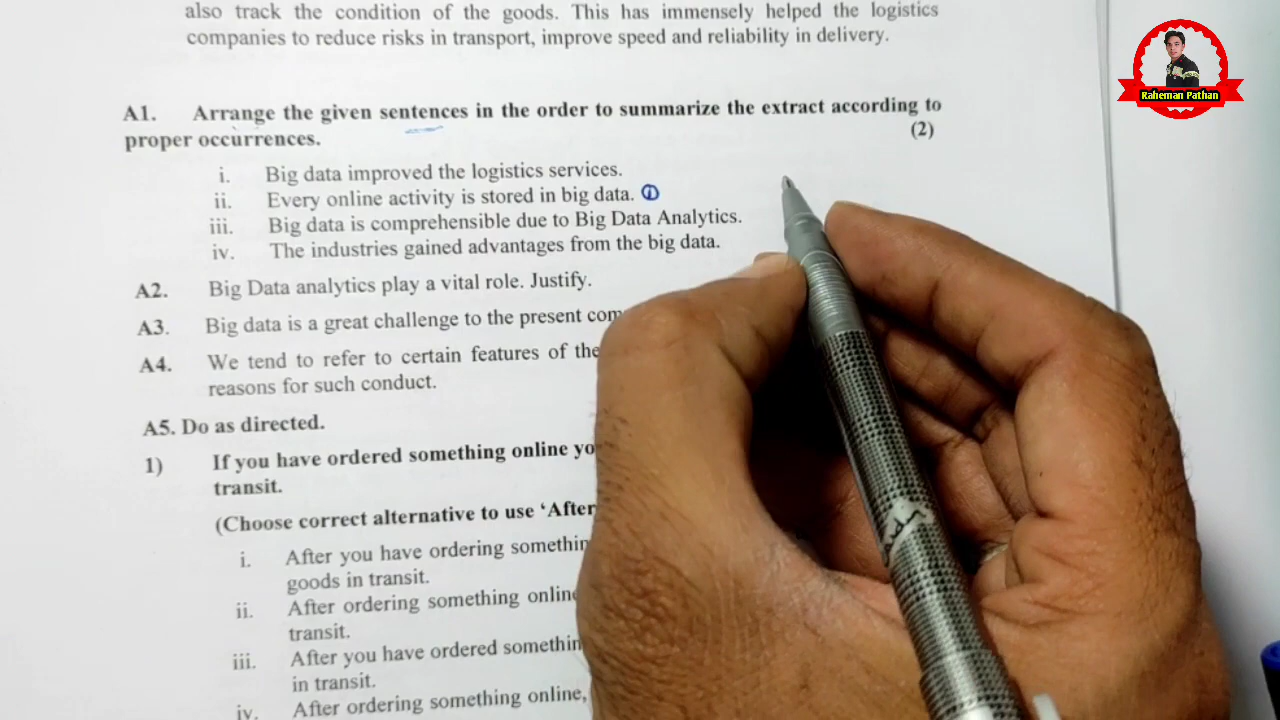 also track the condition of the goods. This has immensely helped the logistics
companies to reduce risks in transport, improve speed and reliability in delivery.
Raheman Pathan
A1. Arrange the given sentences in the order to summarize the extract according to
proper occurrences. (2)
i. Big data improved the logistics services.
ii. Every online activity is stored in big data. ①
iii. Big data is comprehensible due to Big Data Analytics.
iv. The industries gained advantages from the big data.
A2. Big Data analytics play a vital role. Justify.
A3. Big data is a great challenge to the present
A4. We tend to refer to certain features of the
reasons for such conduct.
A5. Do as directed.
1) If you have ordered something online
transit.
(Choose correct alternative to use ‘After
i. After you have ordering
goods in transit.
ii. After ordering something
transit.
iii. After you have ordered
in transit.
iv. After ordering something online,